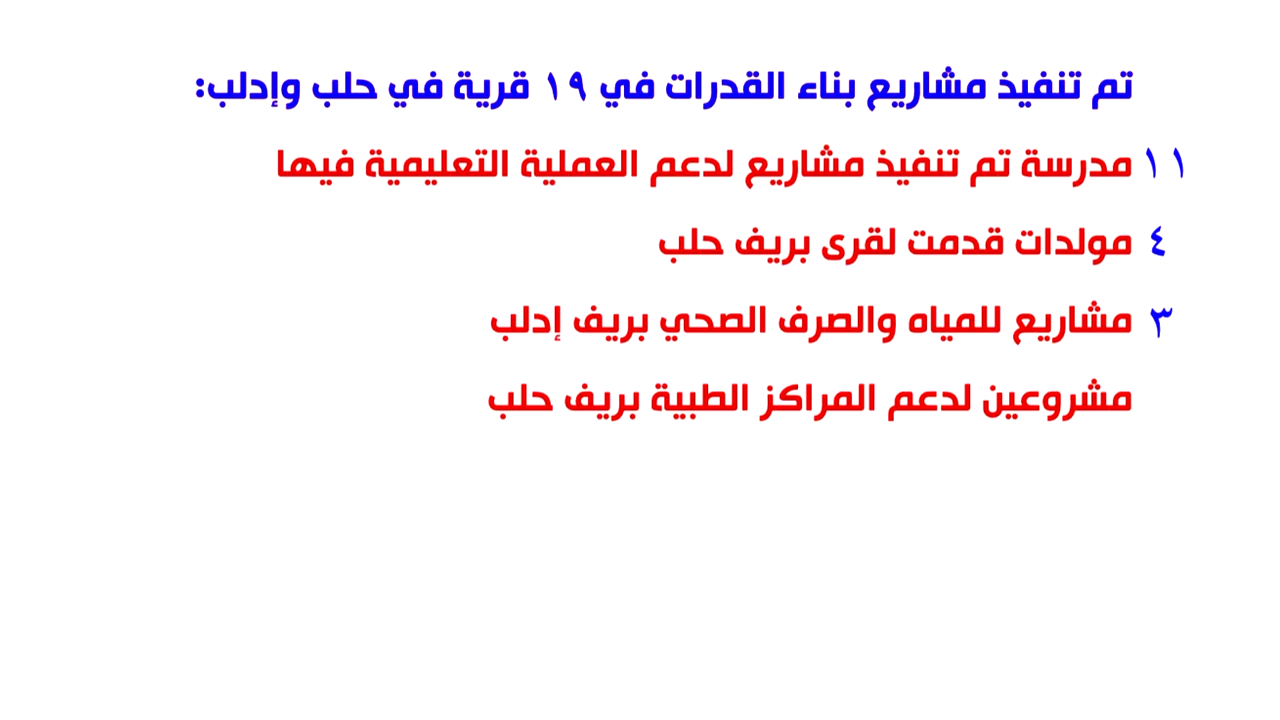 تم تنفيذ مشاريع بناء القدرات في ١٩ قرية في حلب وإدلب:
١١ مدرسة تم تنفيذ مشاريع لدعم العملية التعليمية فيها
٤ مولدات قدمت لقرى بريف حلب
٣ مشاريع للمياه والصرف الصحي بريف إدلب
مشروعين لدعم المراكز الطبية بريف حلب